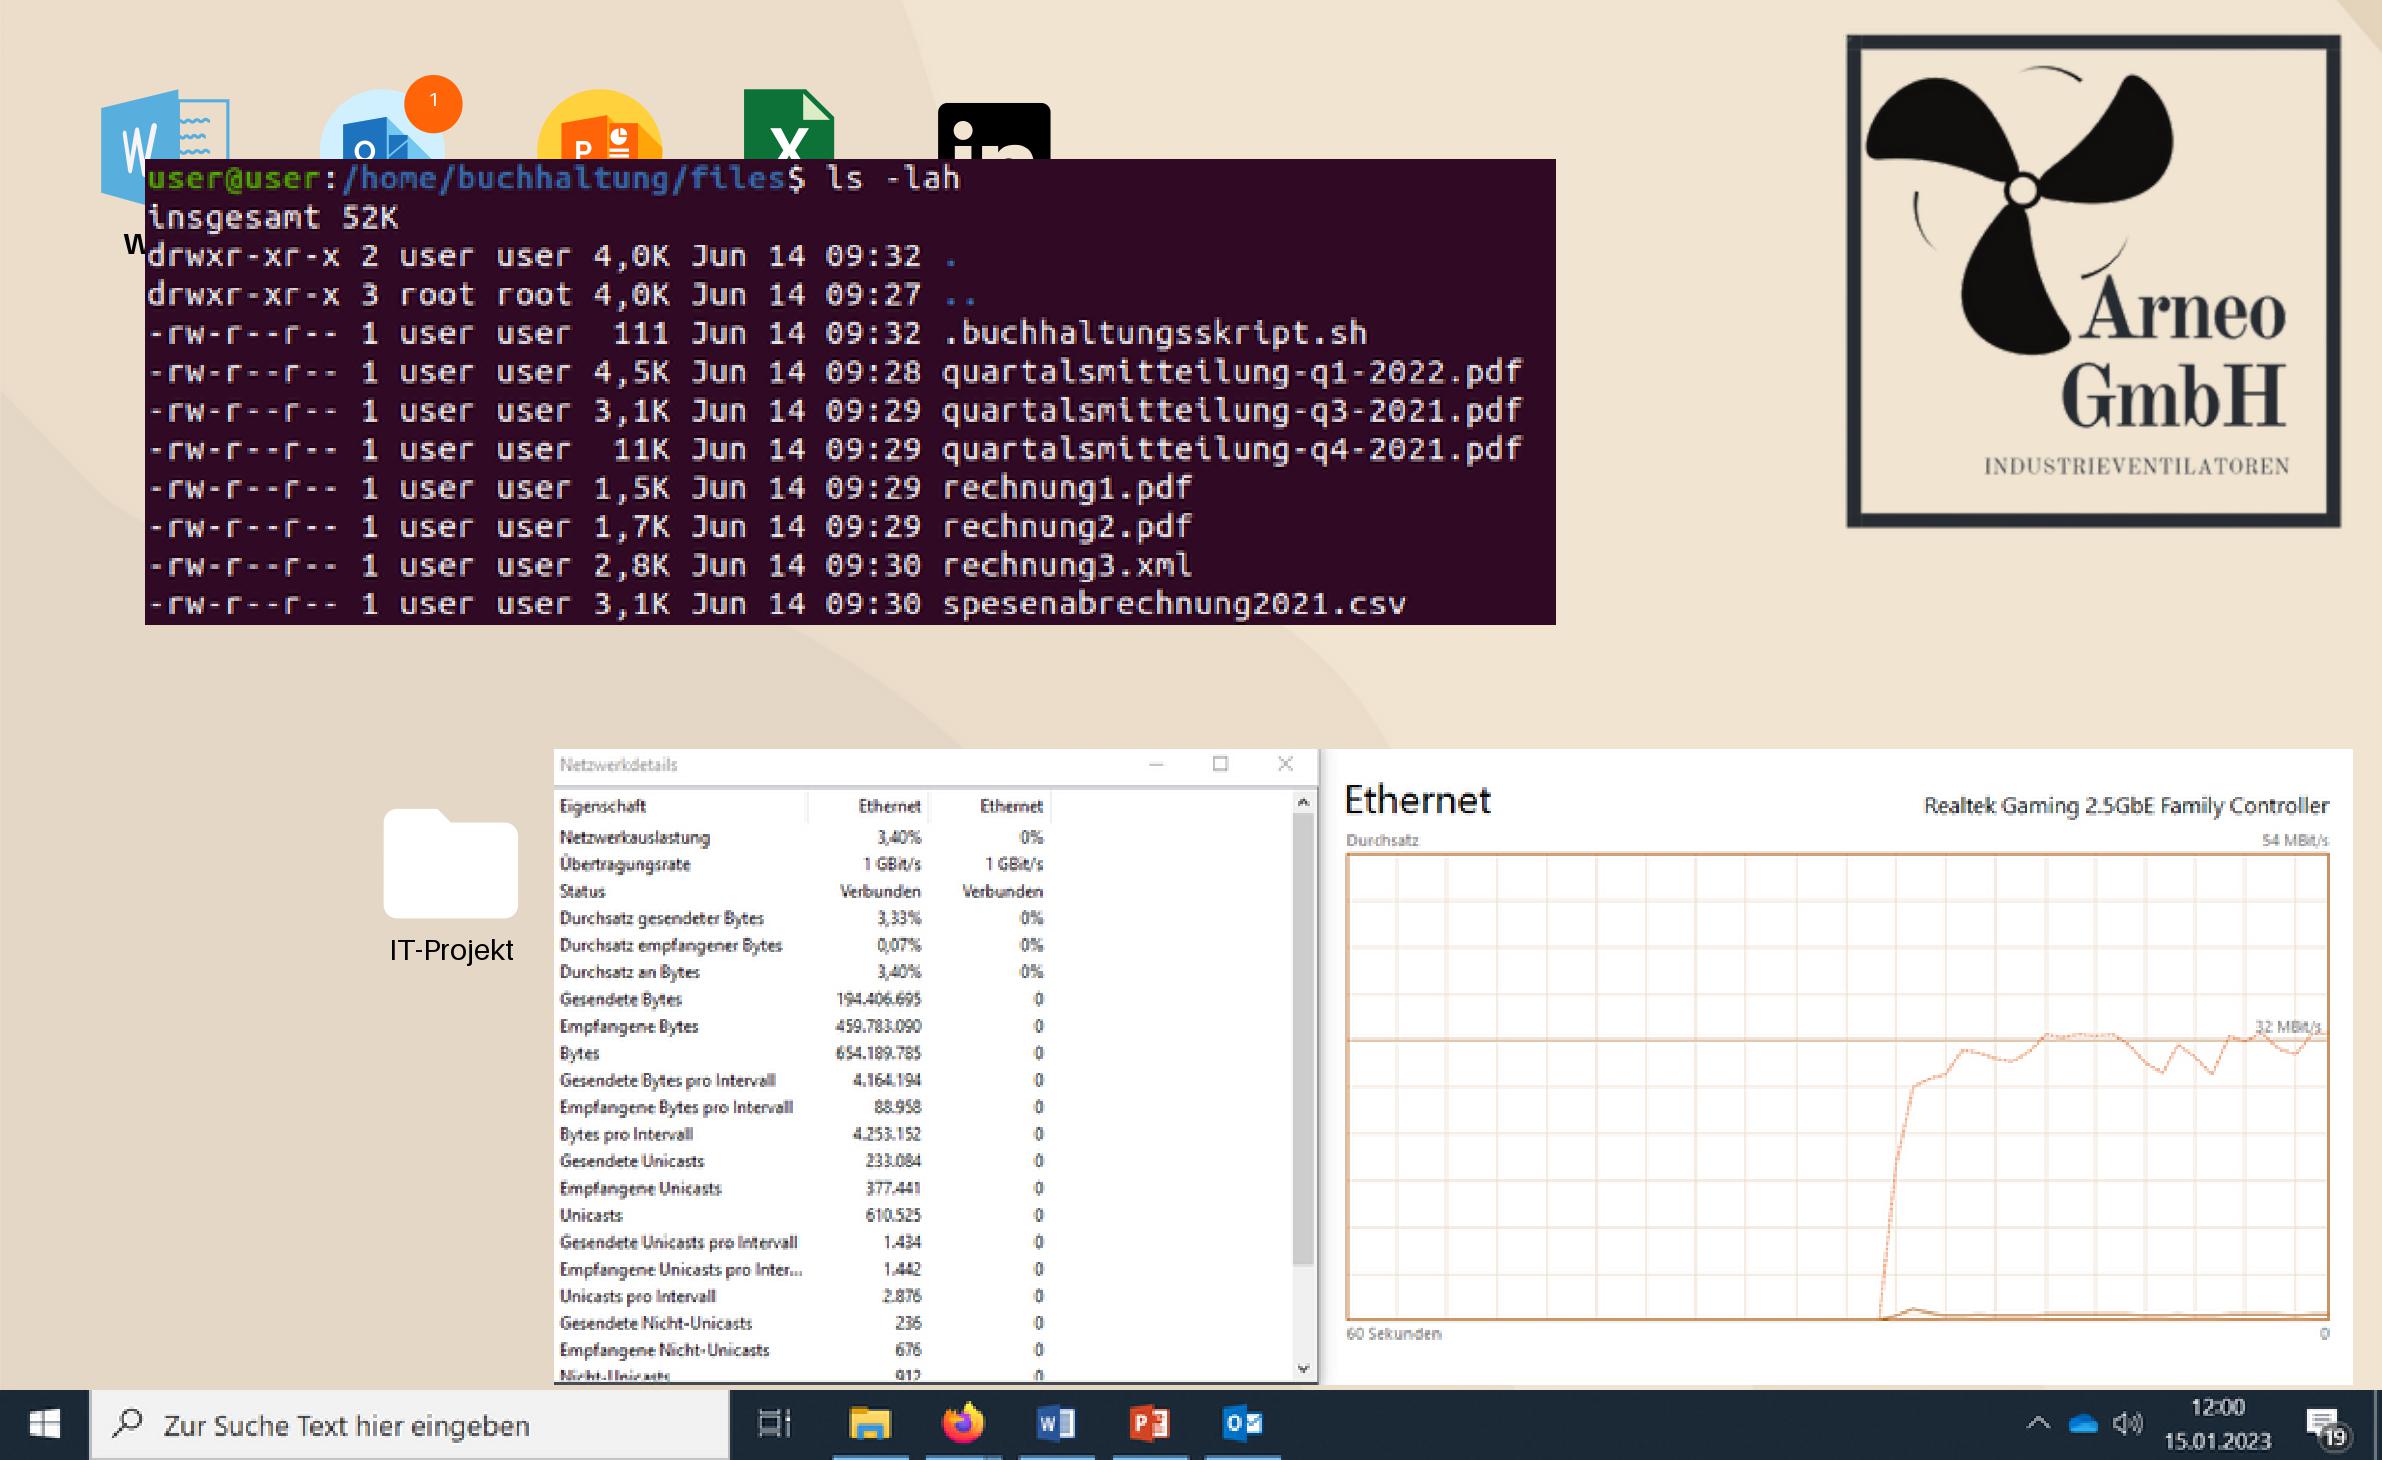 1
W
O
P
X
in
W
user@user:/home/buchhaltung/files$ ls -lah
insgesamt 52K
drwxr-xr-x 2 user user 4,0K Jun 14 09:32 .
drwxr-xr-x 3 root root 4,0K Jun 14 09:27 ..
-rw-r--r-- 1 user user 111 Jun 14 09:32 .buchhaltungsskript.sh
-rw-r--r-- 1 user user 4,5K Jun 14 09:28 quartalsmitteilung-q1-2022.pdf
-rw-r--r-- 1 user user 3,1K Jun 14 09:29 quartalsmitteilung-q3-2021.pdf
-rw-r--r-- 1 user user 11K Jun 14 09:29 quartalsmitteilung-q4-2021.pdf
-rw-r--r-- 1 user user 1,5K Jun 14 09:29 rechnung1.pdf
-rw-r--r-- 1 user user 1,7K Jun 14 09:29 rechnung2.pdf
-rw-r--r-- 1 user user 2,8K Jun 14 09:30 rechnung3.xml
-rw-r--r-- 1 user user 3,1K Jun 14 09:30 spesenabrechnung2021.csv
Arneo
GmbH
INDUSTRIEVENTILATOREN
IT-Projekt
Netzwerkdetails
Eigenschaft Ethernet Ethernet
Netzwerkauslastung 3,40% 0%
Übertragungsrate 1 GBit/s 1 GBit/s
Status Verbunden Verbunden
Durchsatz gesendeter Bytes 3,33% 0%
Durchsatz empfangener Bytes 0,07% 0%
Durchsatz an Bytes 3,40% 0%
Gesendete Bytes 194.406.695 0
Empfangene Bytes 459.783.090 0
Bytes 654.189.785 0
Gesendete Bytes pro Intervall 4.164.194 0
Empfangene Bytes pro Intervall 88.958 0
Bytes pro Intervall 4.253.152 0
Gesendete Unicasts 233.084 0
Empfangene Unicasts 377.441 0
Unicasts 610.525 0
Gesendete Unicasts pro Intervall 1.434 0
Empfangene Unicasts pro Inter... 1.442 0
Unicasts pro Intervall 2.876 0
Gesendete Nicht-Unicasts 236 0
Empfangene Nicht-Unicasts 676 0
Nicht-Unicasts 912 0
Ethernet Realtek Gaming 2.5GbE Family Controller
Durchsatz 54 MBit/s
32 MBit/s
60 Sekunden 0
Zur Suche Text hier eingeben
W P O
12:00
15.01.2023
19